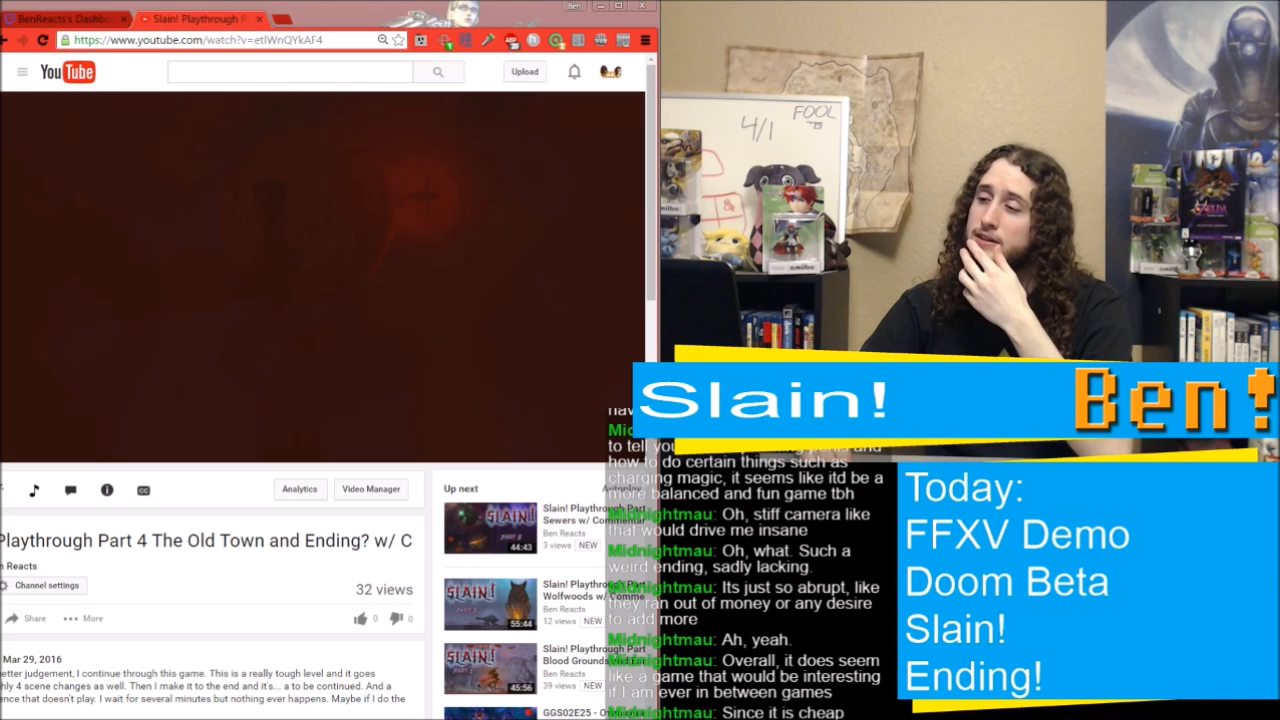 BenReacts's Dashbo
Slain! Playthrough P
Ben
https://www.youtube.com/watch?v=etlWnQYkAF4
YouTube
Upload
Analytics
Video Manager
Up next
Autoplay
Playthrough Part 4 The Old Town and Ending? w/ C
n Reacts
Channel settings
32 views
Share
More
0
0
Mar 29, 2016
etter judgement, I continue through this game. This is a really tough level and it goes
hly 4 scene changes as well. Then I make it to the end and it's... a to be continued. And a
ence that doesn't play. I wait for several minutes but nothing ever happens. Maybe if I do the
SLAIN!
44:43
Slain! Playthrough Part
Sewers w/ Commentar
Ben Reacts
3 views NEW
SLAIN!
55:44
Slain! Playthrough Part
Wolfwoods w/ Comme
Ben Reacts
12 views NEW
SLAIN!
45:56
Slain! Playthrough Part
Blood Grounds
Ben Reacts
39 views NEW
GGS02E25
4/1
FOOL
amiibo
ZELDA
Slain!
Ben!
to tell you
how to do certain things such as
charging magic, it seems like itd be a
more balanced and fun game tbh
Midnightmau: Oh, stiff camera like
that would drive me insane
Midnightmau: Oh, what. Such a
weird ending, sadly lacking.
Midnightmau: Its just so abrupt, like
they ran out of money or any desire
to add more
Midnightmau: Ah, yeah.
Midnightmau: Overall, it does seem
like a game that would be interesting
if I am ever in between games
Midnightmau: Since it is cheap
Today:
FFXV Demo
Doom Beta
Slain!
Ending!